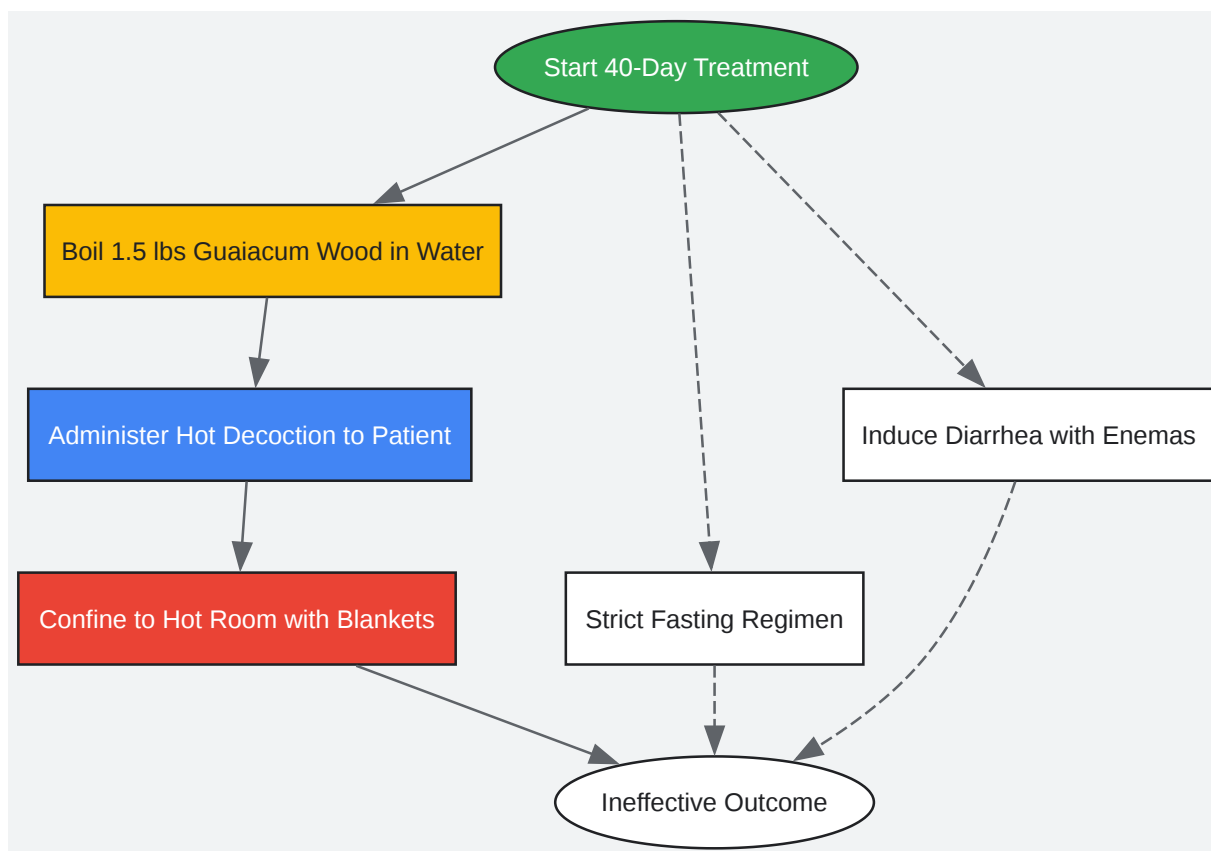 Start 40-Day Treatment
Boil 1.5 lbs Guaiacum Wood in Water
Administer Hot Decoction to Patient
Induce Diarrhea with Enemas
Confine to Hot Room with Blankets
Strict Fasting Regimen
Ineffective Outcome